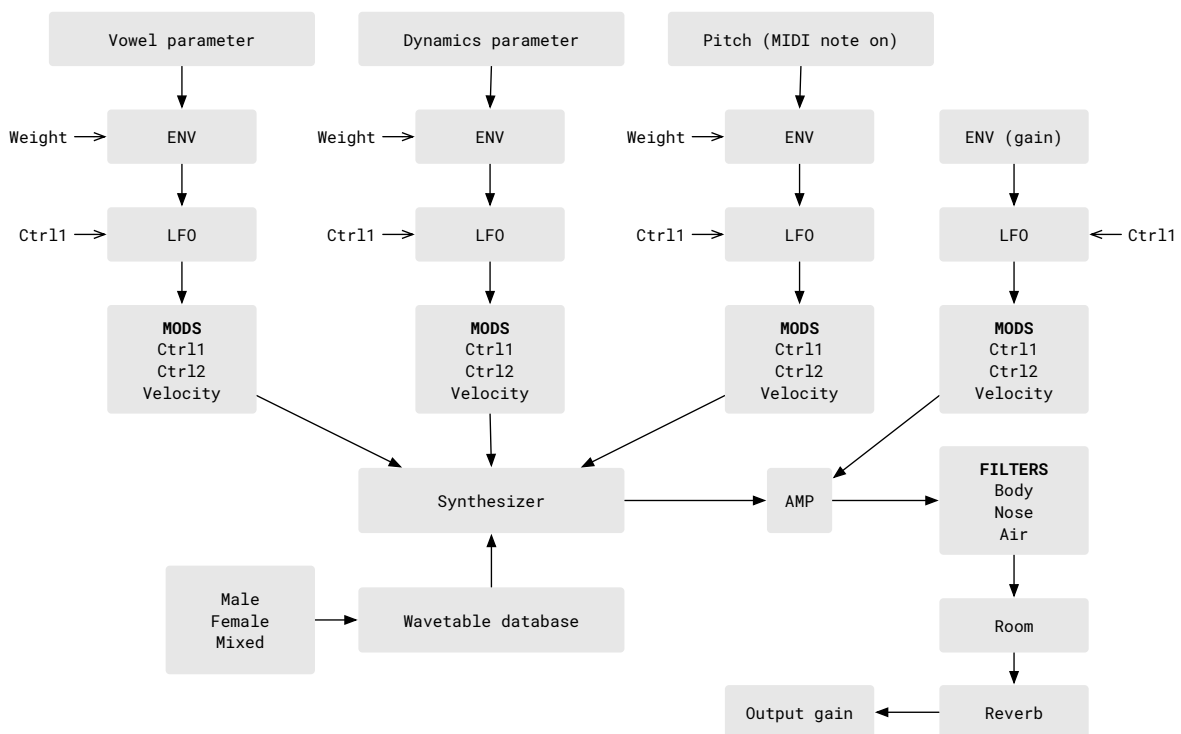 Vowel parameter
Dynamics parameter
Pitch (MIDI note on)
Weight
ENV
Weight
ENV
Weight
ENV
ENV (gain)
Ctrl1
LFO
Ctrl1
LFO
Ctrl1
LFO
LFO
Ctrl1
MODS
Ctrl1
Ctrl2
Velocity
MODS
Ctrl1
Ctrl2
Velocity
MODS
Ctrl1
Ctrl2
Velocity
MODS
Ctrl1
Ctrl2
Velocity
Synthesizer
AMP
FILTERS
Body
Nose
Air
Male
Female
Mixed
Wavetable database
Room
Output gain
Reverb